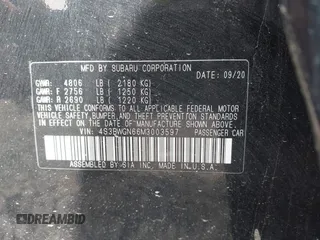 MFD BY SUBARU CORPORATION
DATE: 09/20
GVWR: 4806 LB ( 2180 KG)
GAWR: F 2756 LB ( 1250 KG)
GAWR: R 2690 LB ( 1220 KG)
THIS VEHICLE CONFORMS TO ALL APPLICABLE FEDERAL MOTOR
VEHICLE SAFETY, BUMPER, AND THEFT PREVENTION STANDARDS
IN EFFECT ON THE DATE OF MANUFACTURE SHOWN ABOVE.
VIN: 4S3BWGN66M3003597 PASSENGER CAR
ASSEMBLED BY SIA INC. MADE IN U.S.A.
DREAMBID